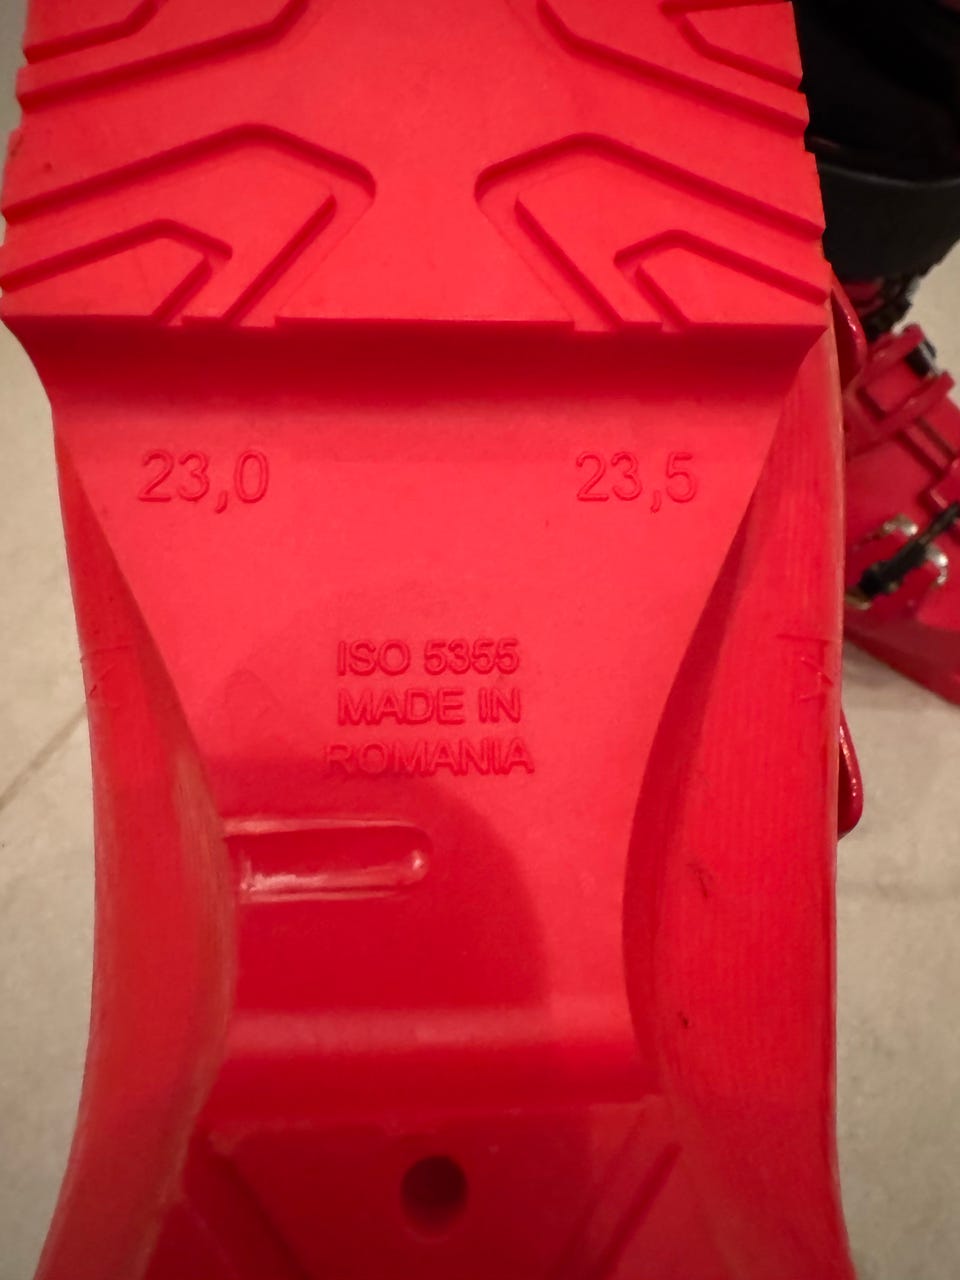 23,0 23,5
ISO 5355
MADE IN
ROMANIA